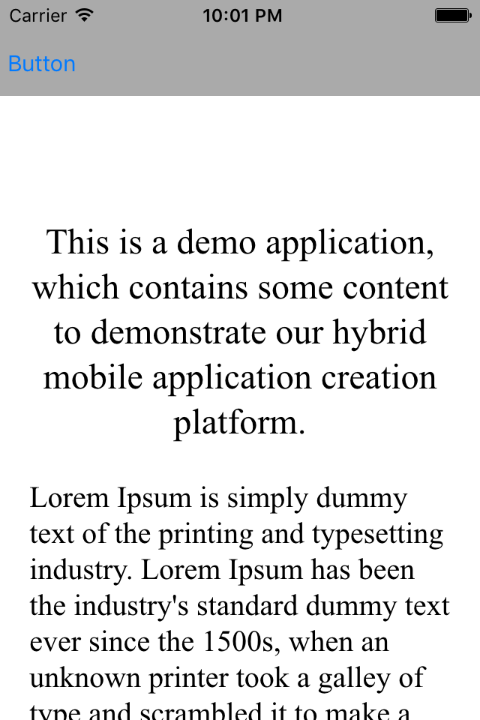 Carrier 10:01 PM
Button
This is a demo application,
which contains some content
to demonstrate our hybrid
mobile application creation
platform.
Lorem Ipsum is simply dummy
text of the printing and typesetting
industry. Lorem Ipsum has been
the industry's standard dummy text
ever since the 1500s, when an
unknown printer took a galley of
type and scrambled it to make a